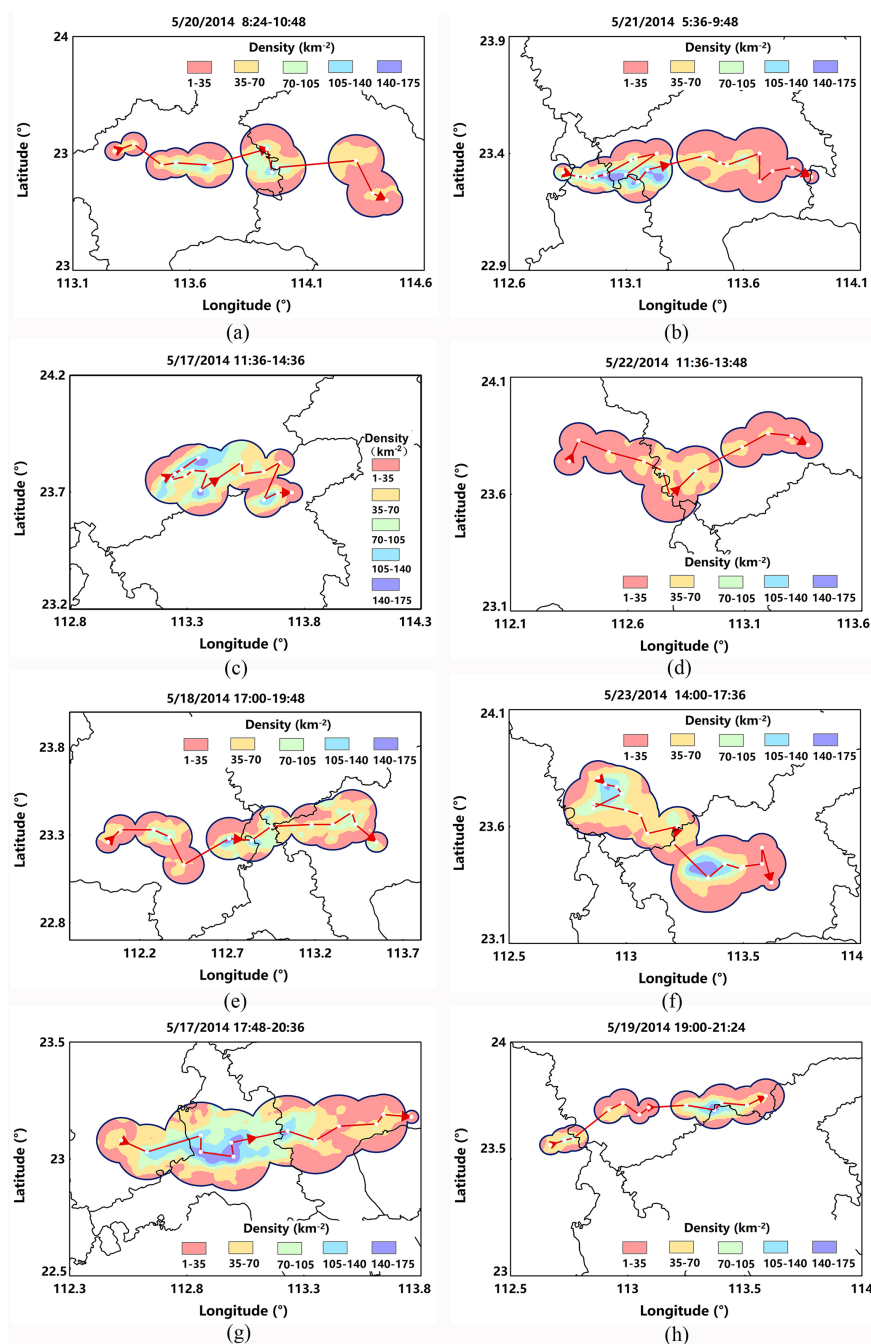 5/20/2014 8:24-10:48
Density (km-2)
1-35 35-70 70-105 105-140 140-175
24
23
23
Latitude (°)
113.1 113.6 114.1 114.6
Longitude (°)
(a)
5/21/2014 5:36-9:48
Density (km-2)
1-35 35-70 70-105 105-140 140-175
23.9
23.4
22.9
Latitude (°)
112.6 113.1 113.6 114.1
Longitude (°)
(b)
5/17/2014 11:36-14:36
Density
(km-2)
1-35
35-70
70-105
105-140
140-175
24.2
23.7
23.2
Latitude (°)
112.8 113.3 113.8 114.3
Longitude (°)
(c)
5/22/2014 11:36-13:48
24.1
23.6
23.1
Latitude (°)
Density (km-2)
1-35 35-70 70-105 105-140 140-175
112.1 112.6 113.1 113.6
Longitude (°)
(d)
5/18/2014 17:00-19:48
Density (km-2)
1-35 35-70 70-105 105-140 140-175
23.8
23.3
22.8
Latitude (°)
112.2 112.7 113.2 113.7
Longitude (°)
(e)
5/23/2014 14:00-17:36
Density (km-2)
1-35 35-70 70-105 105-140 140-175
24.1
23.6
23.1
Latitude (°)
112.5 113 113.5 114
Longitude (°)
(f)
5/17/2014 17:48-20:36
23.5
23
22.5
Latitude (°)
Density (km-2)
1-35 35-70 70-105 105-140 140-175
112.3 112.8 113.3 113.8
Longitude (°)
(g)
5/19/2014 19:00-21:24
24
23.5
23
Latitude (°)
Density (km-2)
1-35 35-70 70-105 105-140 140-175
112.5 113 113.5 114
Longitude (°)
(h)